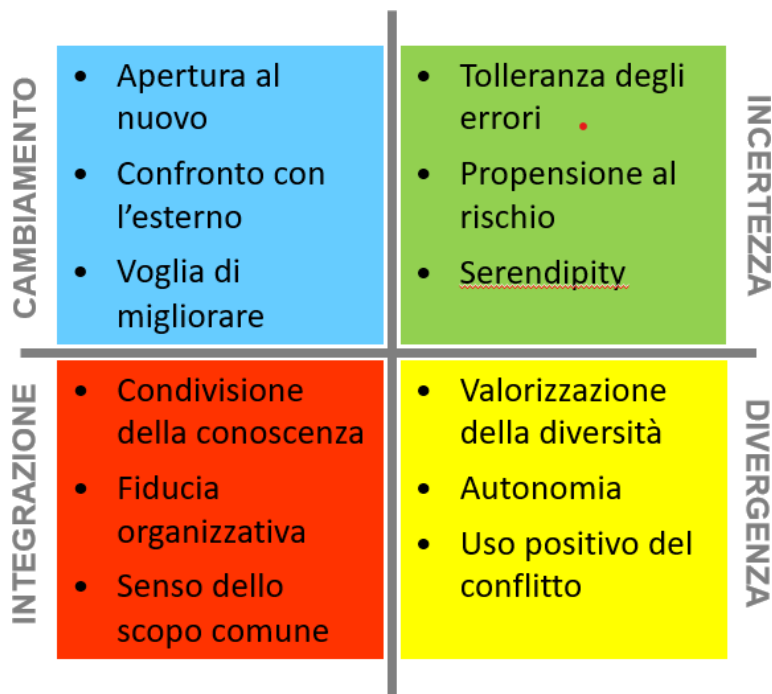 CAMBIAMENTO
• Apertura al
nuovo
• Confronto con
l’esterno
• Voglia di
migliorare
INCERTEZZA
• Tolleranza degli
errori
• Propensione al
rischio
• Serendipity
INTEGRAZIONE
• Condivisione
della conoscenza
• Fiducia
organizzativa
• Senso dello
scopo comune
DIVERGENZA
• Valorizzazione
della diversità
• Autonomia
• Uso positivo del
conflitto